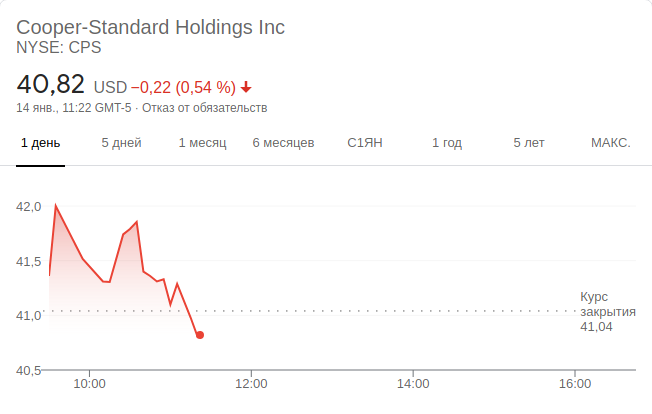 Cooper-Standard Holdings Inc
NYSE: CPS
40,82 USD −0,22 (0,54 %)
14 янв., 11:22 GMT-5 · Отказ от обязательств
1 день 5 дней 1 месяц 6 месяцев С1ЯН 1 год 5 лет МАКС.
42,0
41,5
41,0
40,5
Курс
закрытия
41,04
10:00 12:00 14:00 16:00